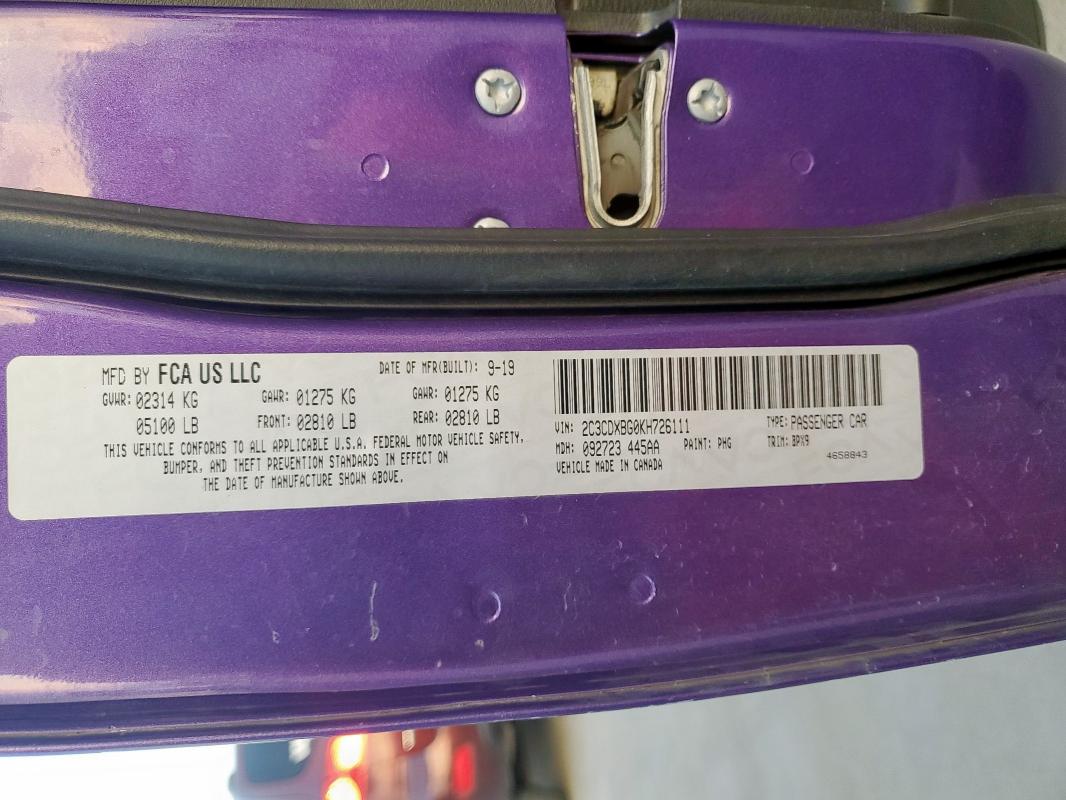 MFD BY FCA US LLC DATE OF MFR(BUILT): 9-19
GVWR: 02314 KG GAWR: 01275 KG GAWR: 01275 KG
05100 LB FRONT: 02810 LB REAR: 02810 LB
THIS VEHICLE CONFORMS TO ALL APPLICABLE U.S.A. FEDERAL MOTOR VEHICLE SAFETY,
BUMPER, AND THEFT PREVENTION STANDARDS IN EFFECT ON
THE DATE OF MANUFACTURE SHOWN ABOVE.
VIN: 2C3CDXBG0KH726111 TYPE: PASSENGER CAR
MDH: 092723 445AA PAINT: PHG TRIM: BPX9
VEHICLE MADE IN CANADA 4658843